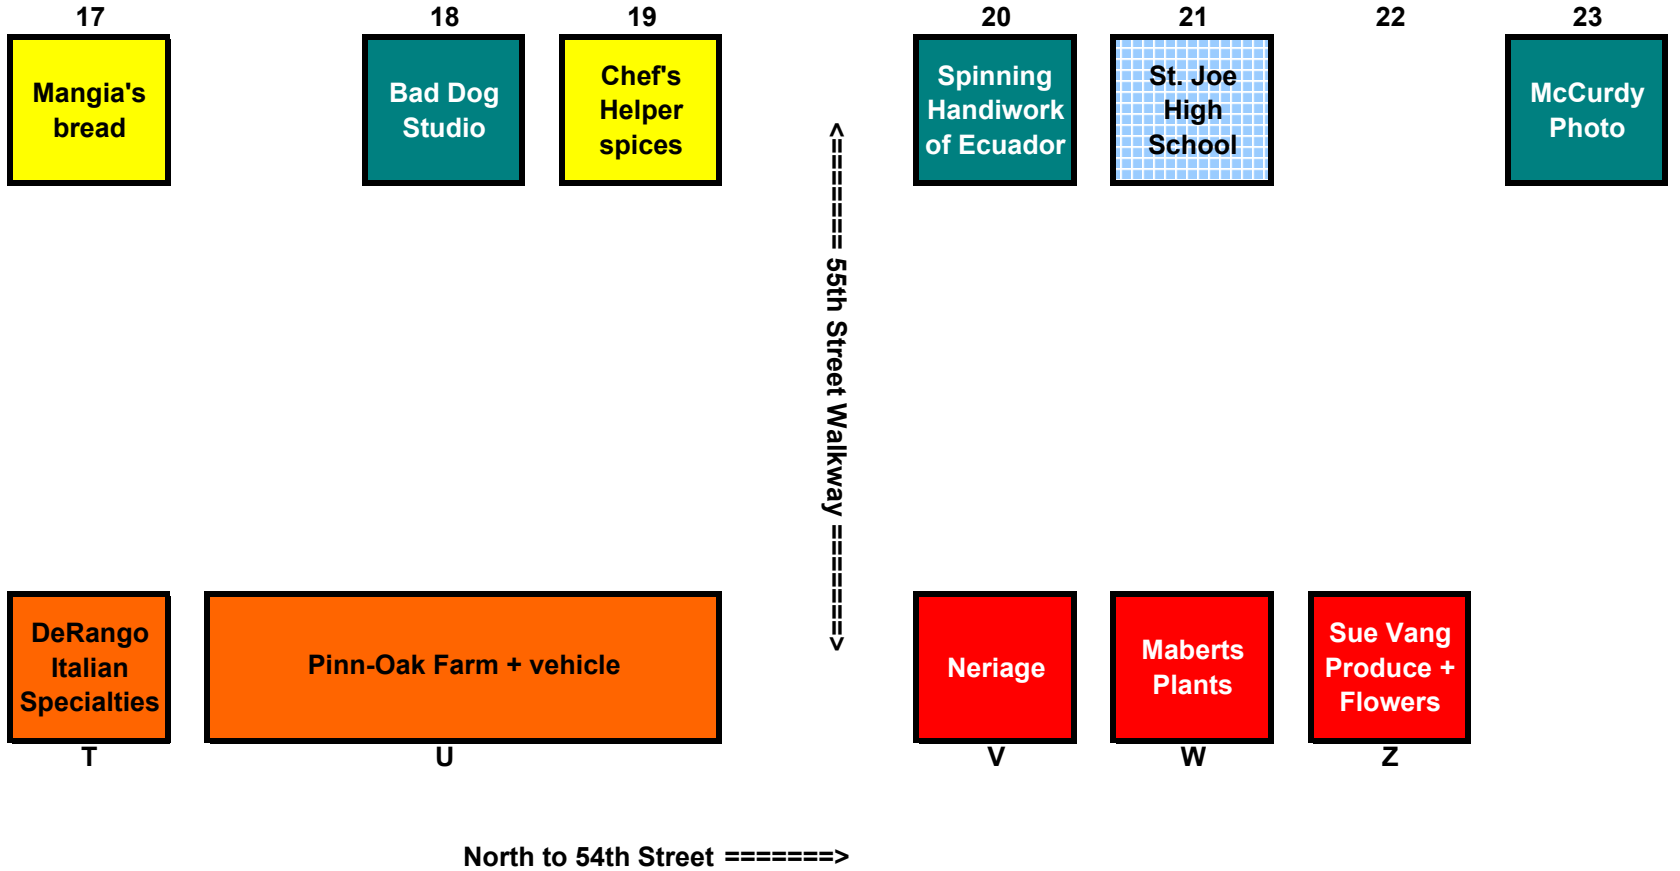 17 18 19 20 21 22 23
Mangia's
bread
Bad Dog
Studio
Chef's
Helper
spices
Spinning
Handiwork
of Ecuador
St. Joe
High
School
McCurdy
Photo
<======= 55th Street Walkway =======>
DeRango
Italian
Specialties
Pinn-Oak Farm + vehicle
Neriage
Maberts
Plants
Sue Vang
Produce +
Flowers
T U V W Z
North to 54th Street =======>